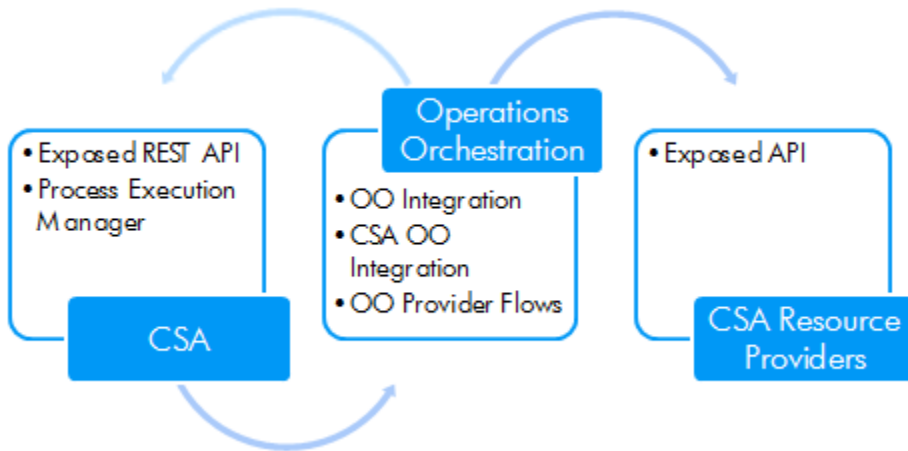 • Exposed REST API
• Process Execution
Manager
CSA
Operations
Orchestration
• OO Integration
• CSA OO
Integration
• OO Provider Flows
• Exposed API
CSA Resource
Providers